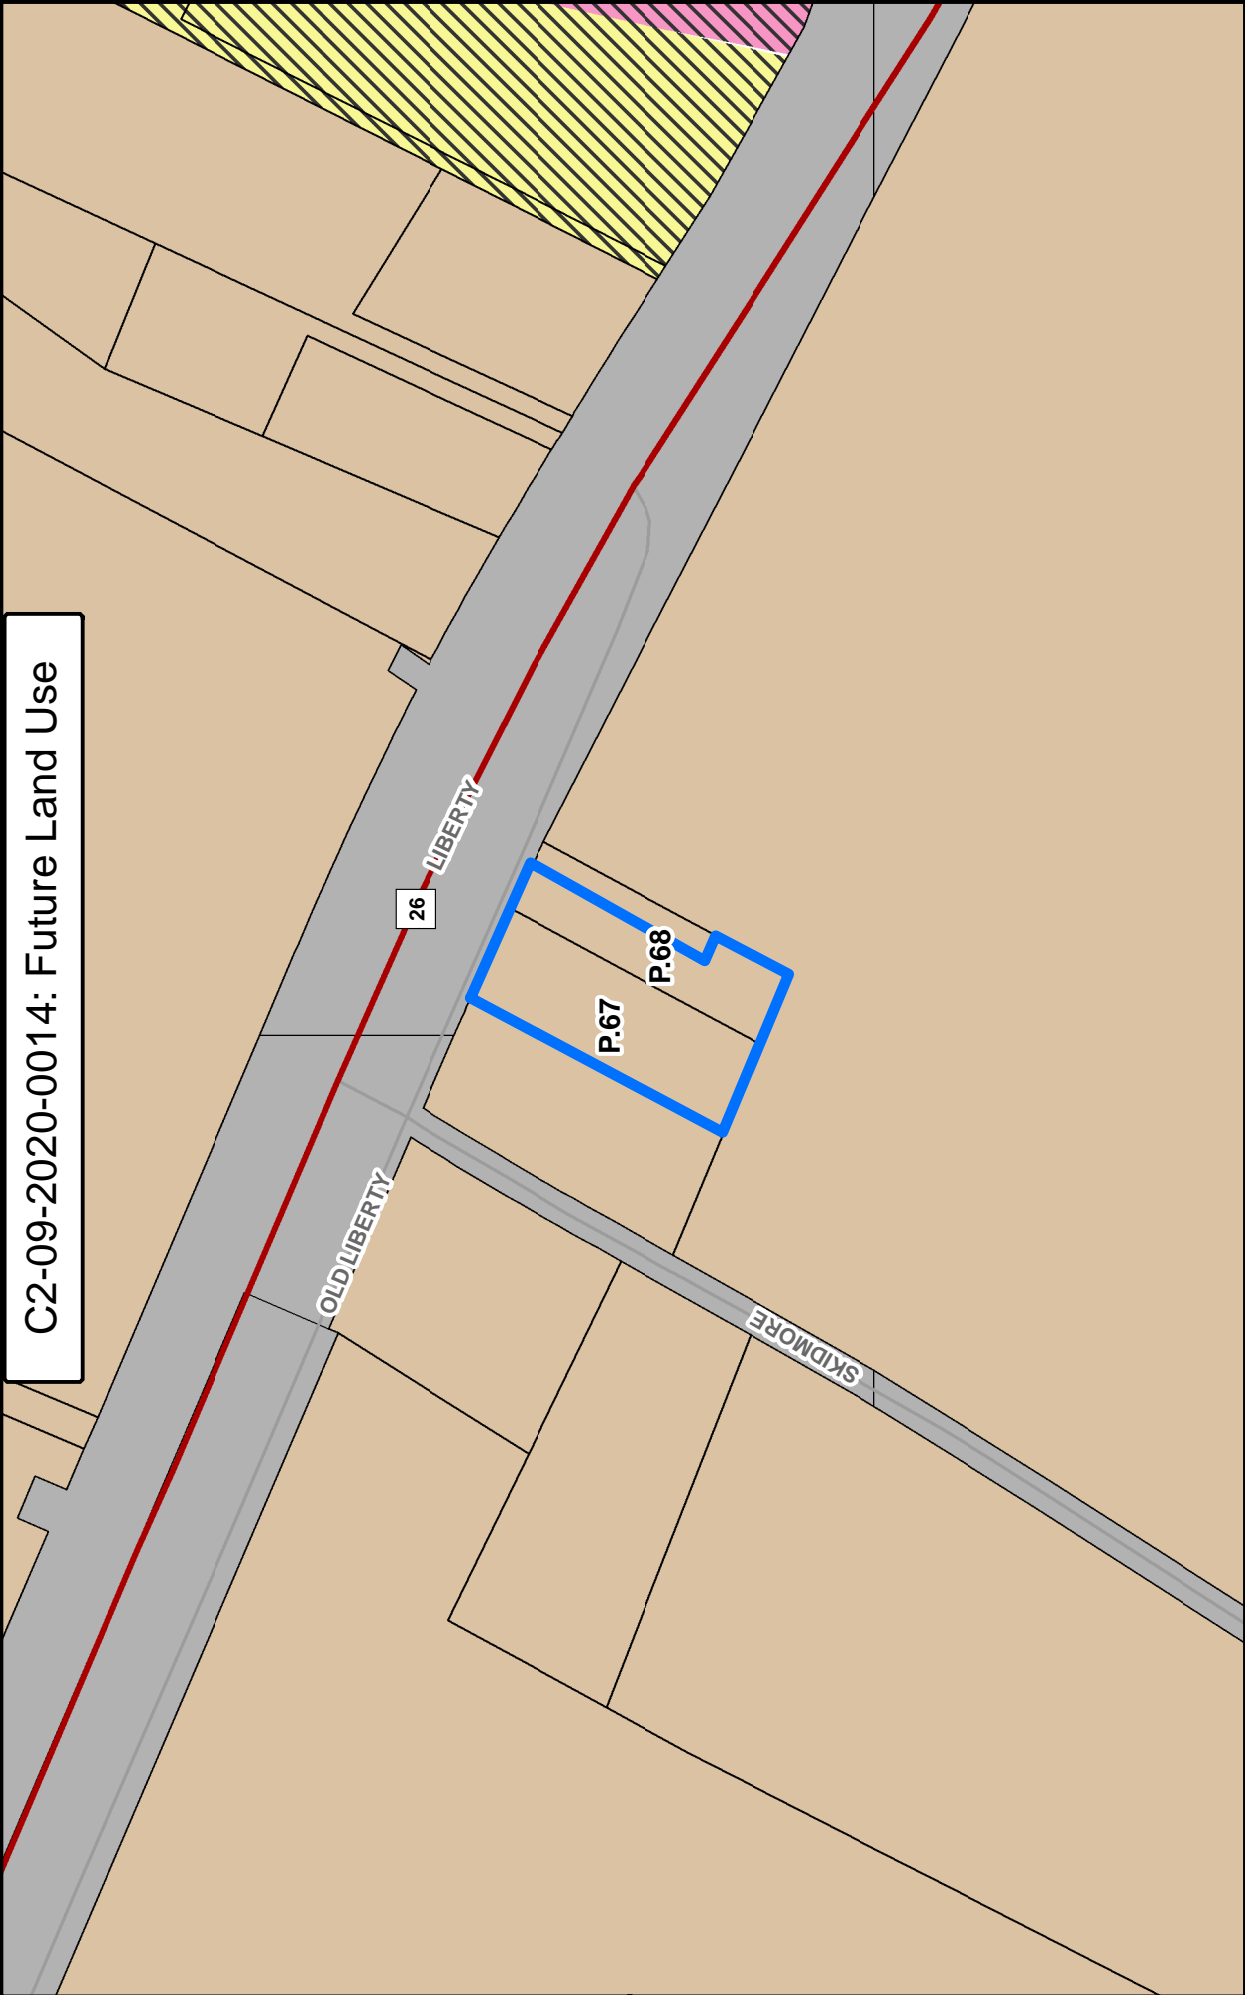 C2-09-2020-0014: Future Land Use
LIBERTY
26
P.68
P.67
OLD LIBERTY
SKIDMORE